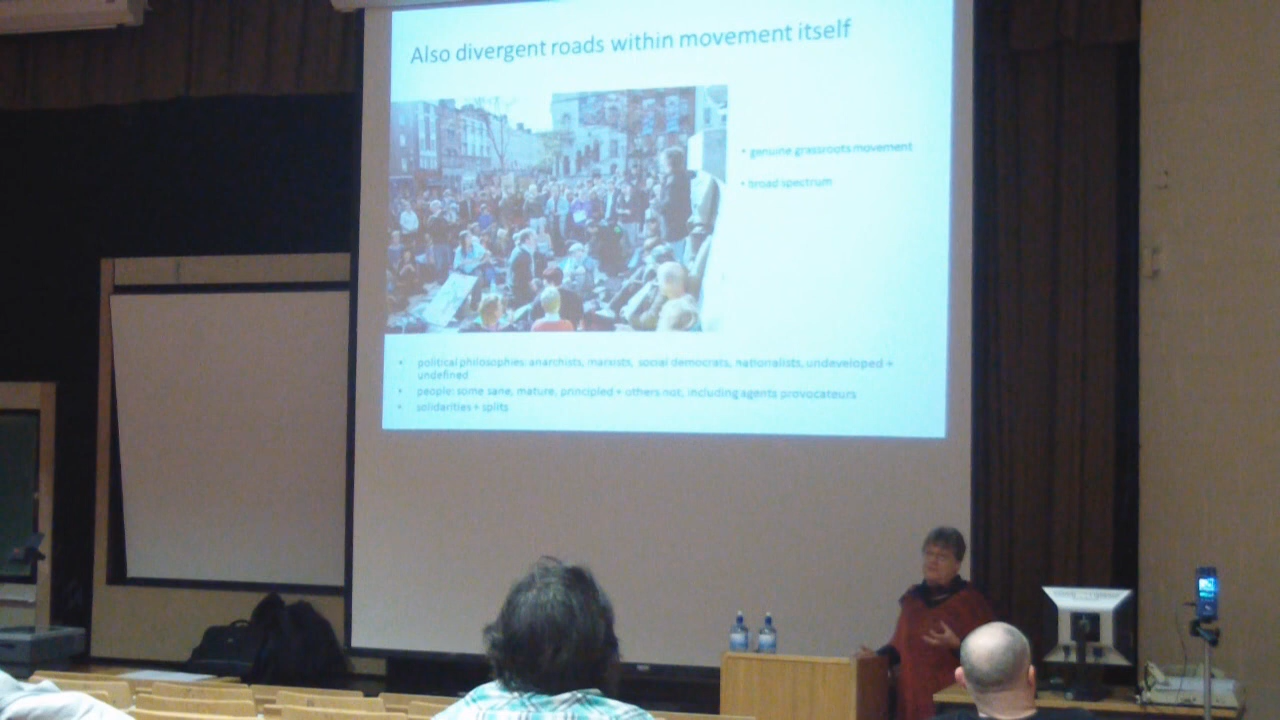 Also divergent roads within movement itself
• genuine grassroots movement
• broad spectrum
• political philosophies: anarchists, marxists, social democrats, nationalists, undeveloped +
undefined
• people: some sane, mature, principled + others not, including agents provocateurs
• solidarities + splits